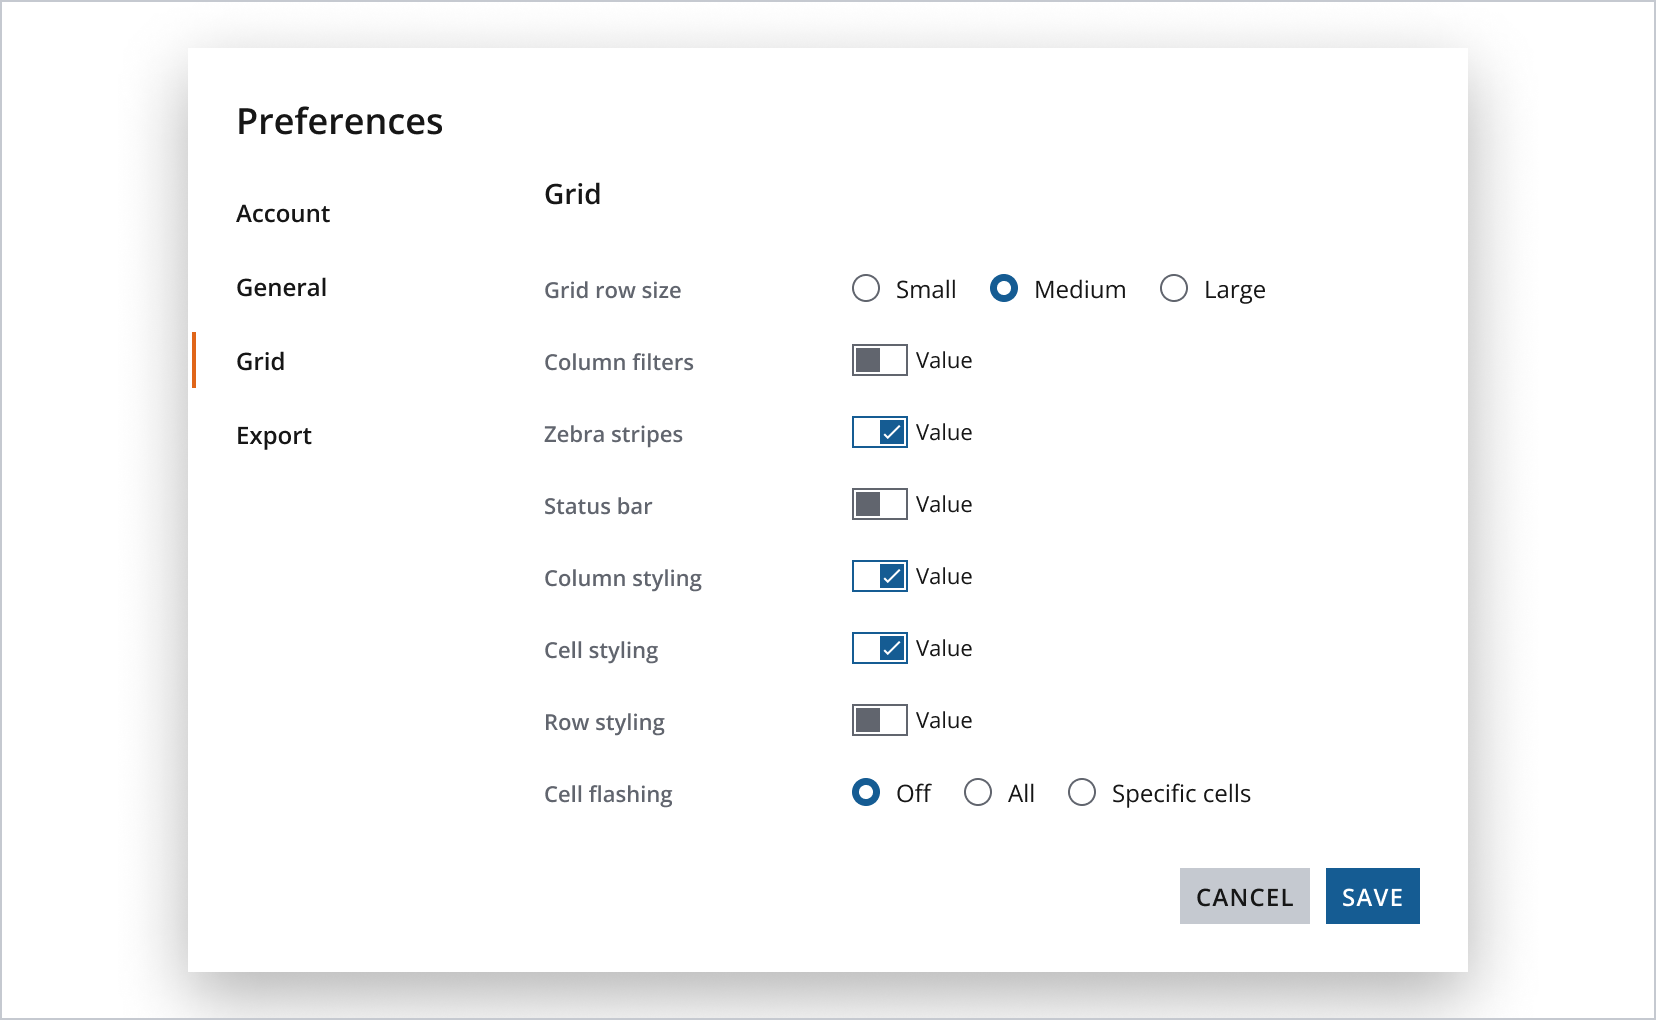 Preferences
Account
General
Grid
Export
Grid
Grid row size Small Medium Large
Column filters Value
Zebra stripes Value
Status bar Value
Column styling Value
Cell styling Value
Row styling Value
Cell flashing Off All Specific cells
CANCEL SAVE